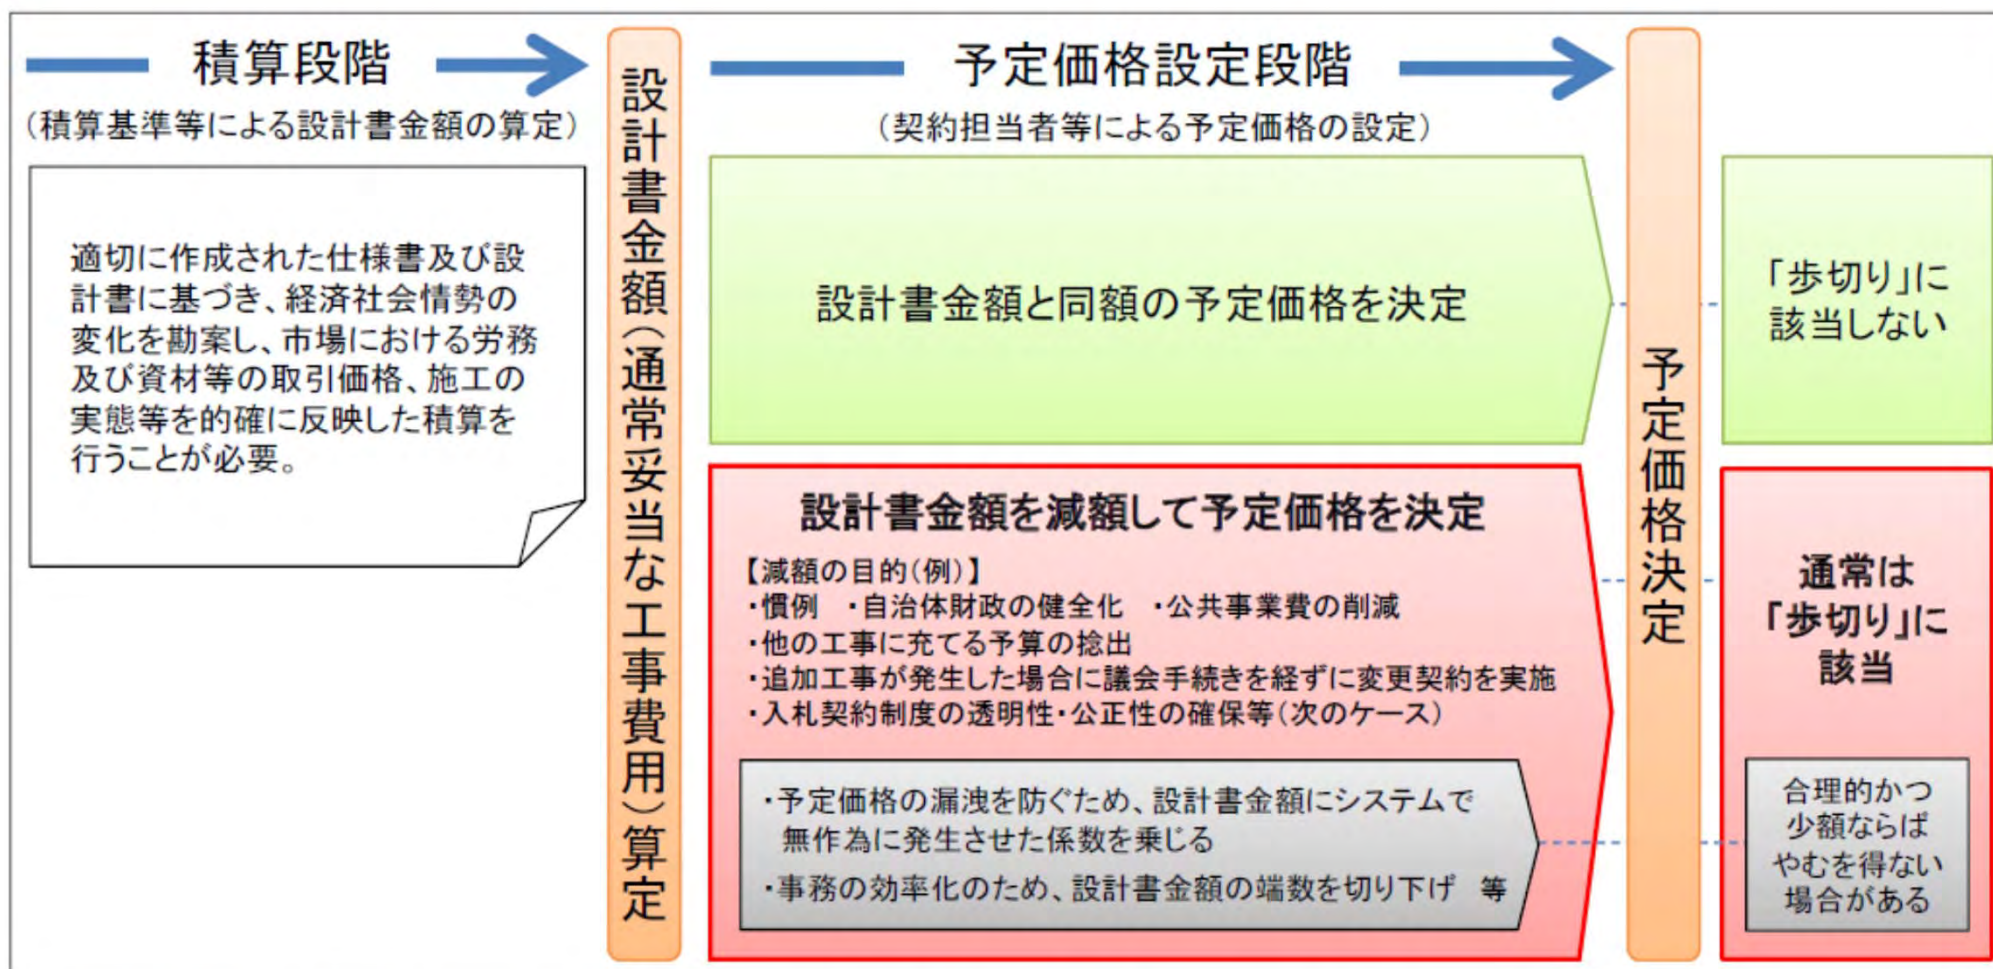 積算段階
(積算基準等による設計書金額の算定)
適切に作成された仕様書及び設
計書に基づき、経済社会情勢の
変化を勘案し、市場における労務
及び資材等の取引価格、施工の
実態等を的確に反映した積算を
行うことが必要。
設計書金額(通常妥当な工事費用)算定
予定価格設定段階
(契約担当者等による予定価格の設定)
設計書金額と同額の予定価格を決定
設計書金額を減額して予定価格を決定
【減額の目的(例)】
・慣例 ・自治体財政の健全化 ・公共事業費の削減
・他の工事に充てる予算の捻出
・追加工事が発生した場合に議会手続きを経ずに変更契約を実施
・入札契約制度の透明性・公正性の確保等(次のケース)
・予定価格の漏洩を防ぐため、設計書金額にシステムで
無作為に発生させた係数を乗じる
・事務の効率化のため、設計書金額の端数を切り下げ 等
予定価格決定
「歩切り」に
該当しない
通常は
「歩切り」に
該当
合理的かつ
少額ならば
やむを得ない
場合がある